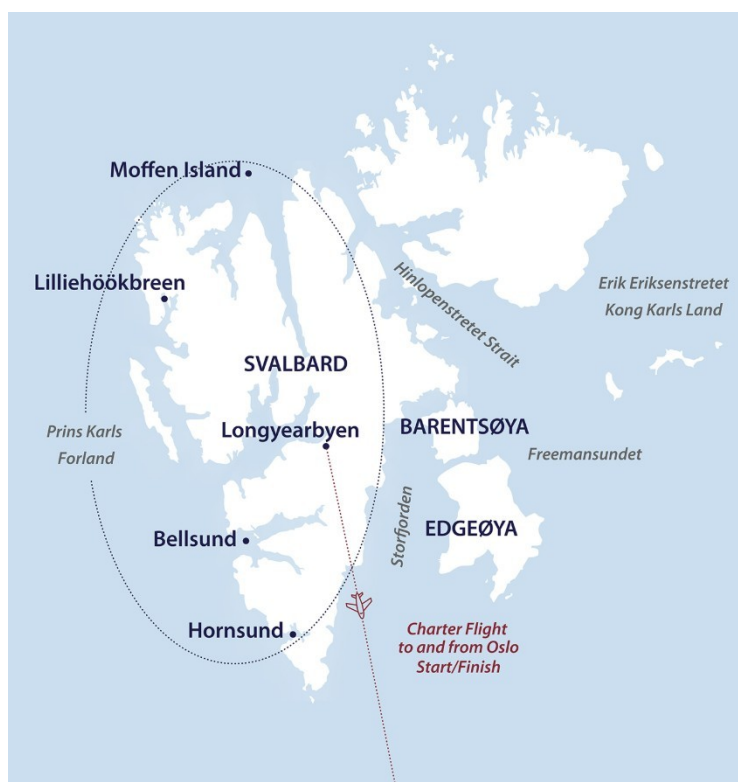 Moffen Island
Lilliehöökbreen
Hinlopenstretet Strait
Erik Eriksenstretet
Kong Karls Land
SVALBARD
Longyearbyen
BARENTSØYA
Prins Karls
Forland
Freemansundet
Storfjorden
EDGEØYA
Bellsund
Hornsund
Charter Flight
to and from Oslo
Start/Finish